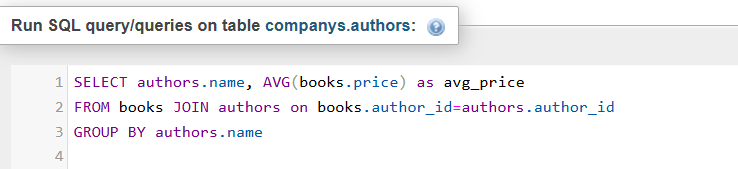 Run SQL query/queries on table companys.authors:
1 SELECT authors.name, AVG(books.price) as avg_price
2 FROM books JOIN authors on books.author_id=authors.author_id
3 GROUP BY authors.name
4